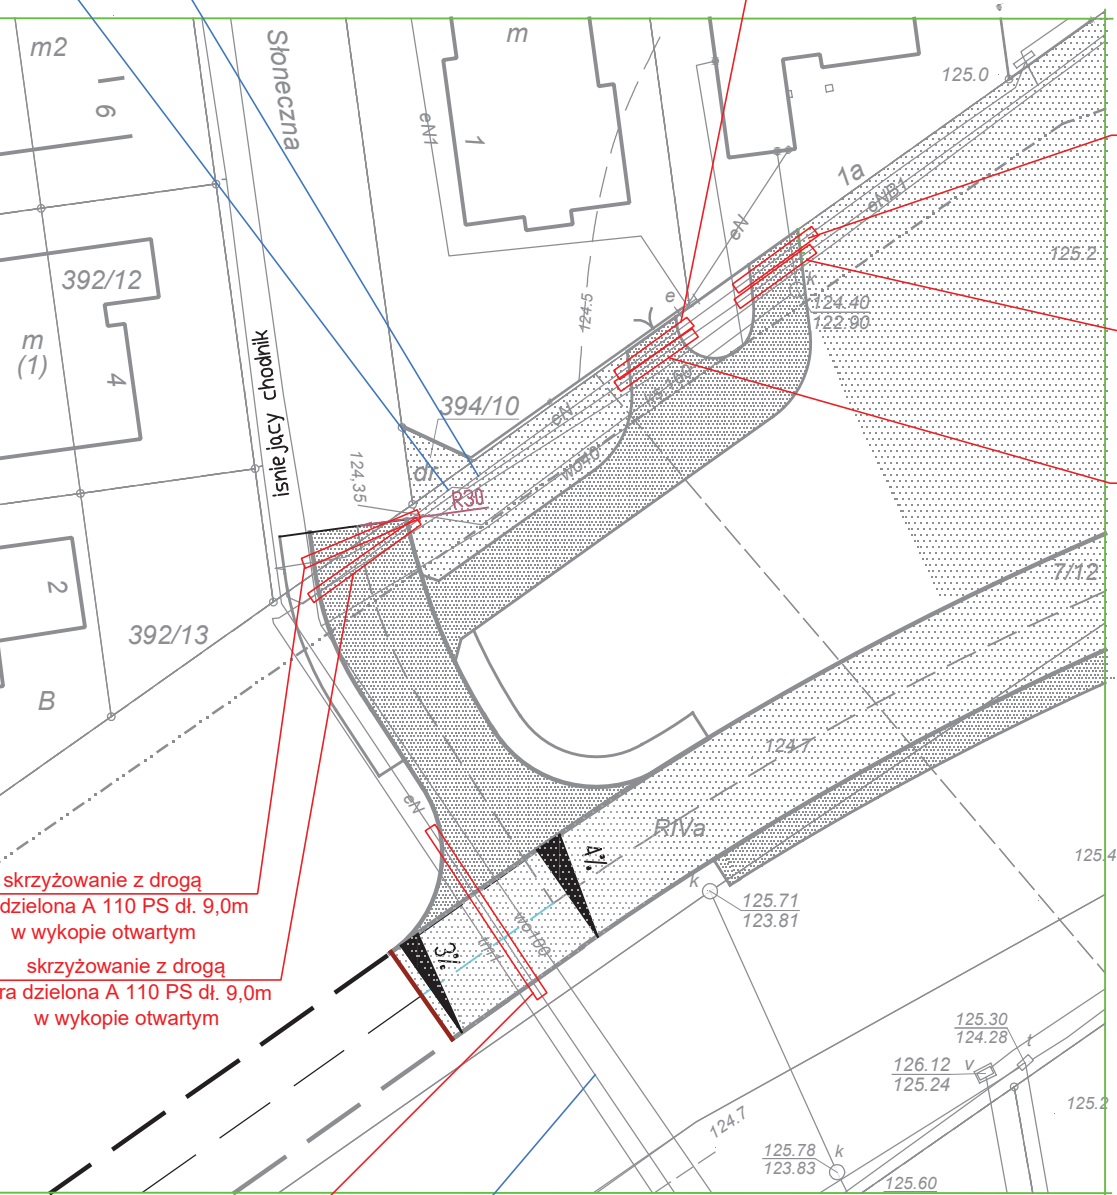 m2
6
Słoneczna
eN1
1
m
125.0
1a
eNB1
eN
125.2
392/12
m
(1)
4
istniejący chodnik
124.5
e
k
124.40
122.90
394/10
eN
wo40
dr
124,35
R30
2
392/13
B
7/12
124.7
RIVa
eN
4%
3%
wo100
k
125.71
123.81
125.4
skrzyżowanie z drogą
dzielona A 110 PS dł. 9,0m
w wykopie otwartym
skrzyżowanie z drogą
ra dzielona A 110 PS dł. 9,0m
w wykopie otwartym
125.30
124.28
t
v
126.12
125.24
125.2
124.7
125.78
123.83
k
125.60